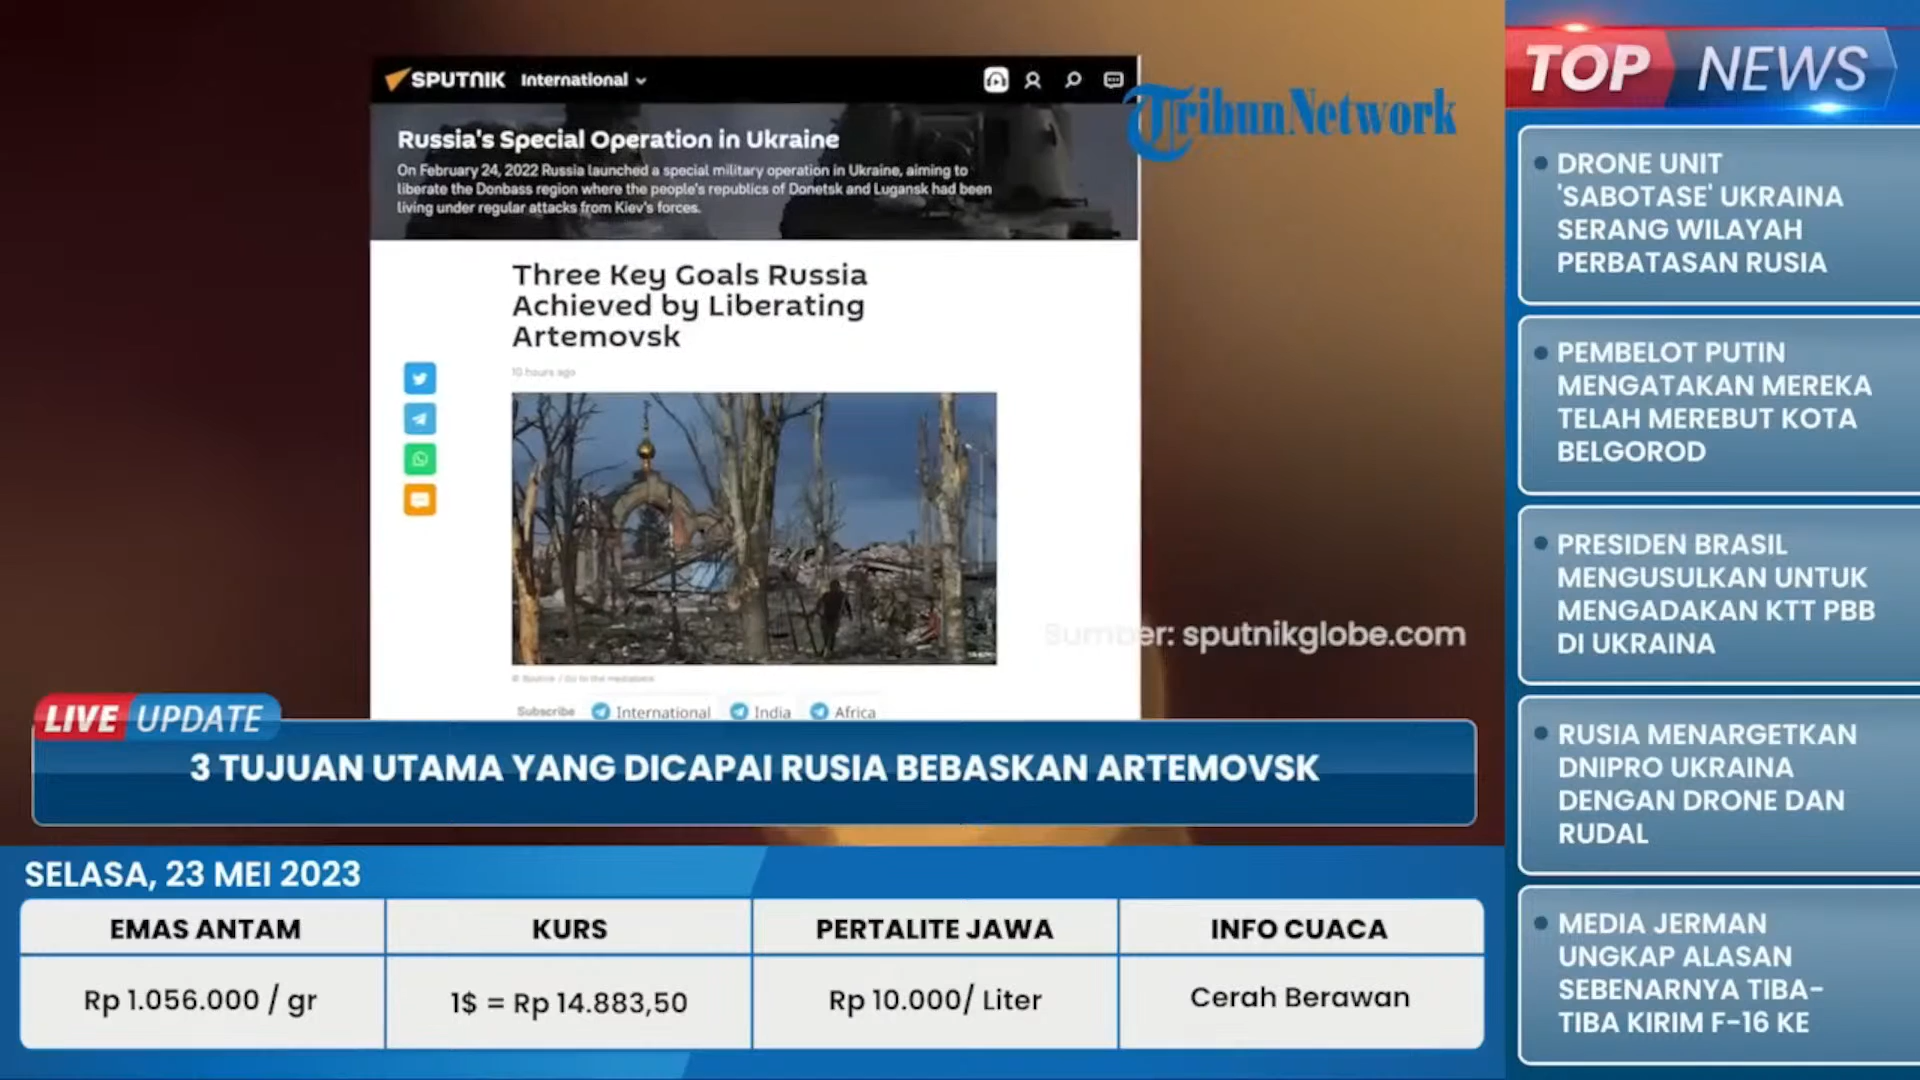 SPUTNIK International
TribunNetwork
Russia's Special Operation in Ukraine
On February 24, 2022 Russia launched a special military operation in Ukraine, aiming to
liberate the Donbass region where the people's republics of Donetsk and Lugansk had been
living under regular attacks from Kiev's forces.
Three Key Goals Russia
Achieved by Liberating
Artemovsk
10 hours ago
Sumber: sputnikglobe.com
Subscribe International India Africa
LIVE UPDATE
3 TUJUAN UTAMA YANG DICAPAI RUSIA BEBASKAN ARTEMOVSK
SELASA, 23 MEI 2023
EMAS ANTAM KURS PERTALITE JAWA INFO CUACA
Rp 1.056.000 / gr 1$ = Rp 14.883,50 Rp 10.000/ Liter Cerah Berawan
TOP NEWS
• DRONE UNIT
'SABOTASE' UKRAINA
SERANG WILAYAH
PERBATASAN RUSIA
• PEMBELOT PUTIN
MENGATAKAN MEREKA
TELAH MEREBUT KOTA
BELGOROD
• PRESIDEN BRASIL
MENGUSULKAN UNTUK
MENGADAKAN KTT PBB
DI UKRAINA
• RUSIA MENARGETKAN
DNIPRO UKRAINA
DENGAN DRONE DAN
RUDAL
• MEDIA JERMAN
UNGKAP ALASAN
SEBENARNYA TIBA-
TIBA KIRIM F-16 KE